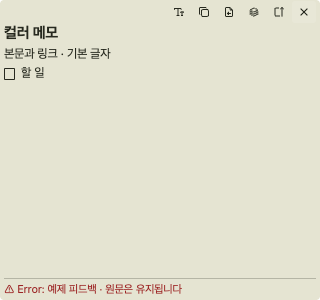 컬러 메모
본문과 링크 · 기본 글자
할 일
Error: 예제 피드백 · 원문은 유지됩니다